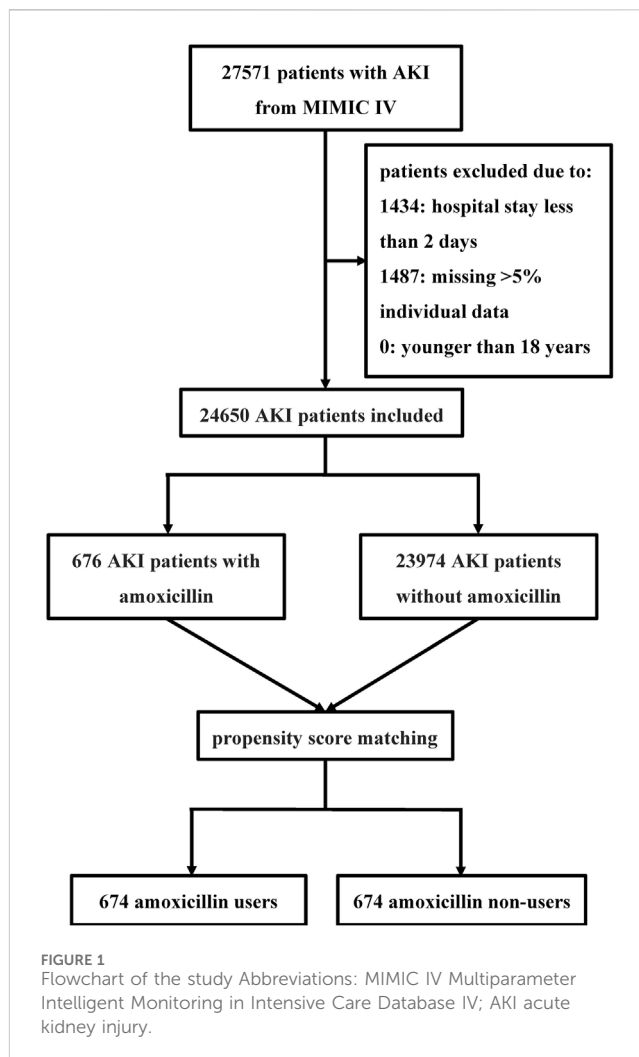 27571 patients with AKI
from MIMIC IV
patients excluded due to:
1434: hospital stay less
than 2 days
1487: missing >5%
individual data
0: younger than 18 years
24650 AKI patients included
676 AKI patients with
amoxicillin
23974 AKI patients
without amoxicillin
propensity score matching
674 amoxicillin users
674 amoxicillin non-users
FIGURE 1
Flowchart of the study Abbreviations: MIMIC IV Multiparameter
Intelligent Monitoring in Intensive Care Database IV; AKI acute
kidney injury.